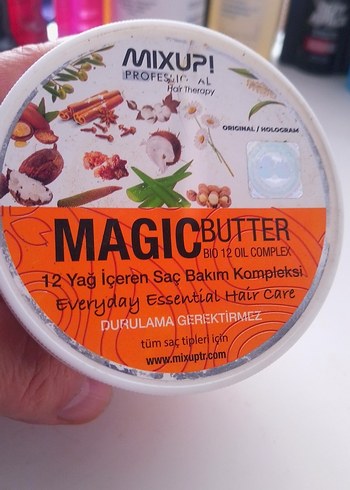 MIXUP!
PROFESSIONAL
Hair Therapy
ORIGINAL / HOLOGRAM
MAGIC BUTTER
BIO 12 OIL COMPLEX
12 Yağ İçeren Saç Bakım Kompleksi
Everyday Essential Hair Care
DURULAMA GEREKTİRMEZ
tüm saç tipleri için
www.mixuptr.com